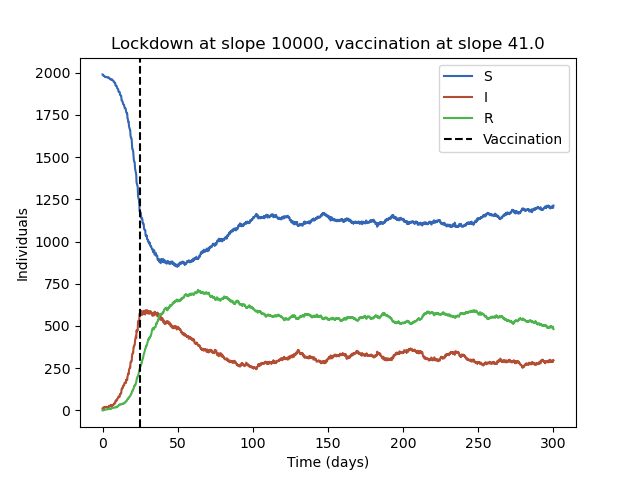 Lockdown at slope 10000, vaccination at slope 41.0
S
I
R
Vaccination
Individuals
2000
1750
1500
1250
1000
750
500
250
0
0 50 100 150 200 250 300
Time (days)